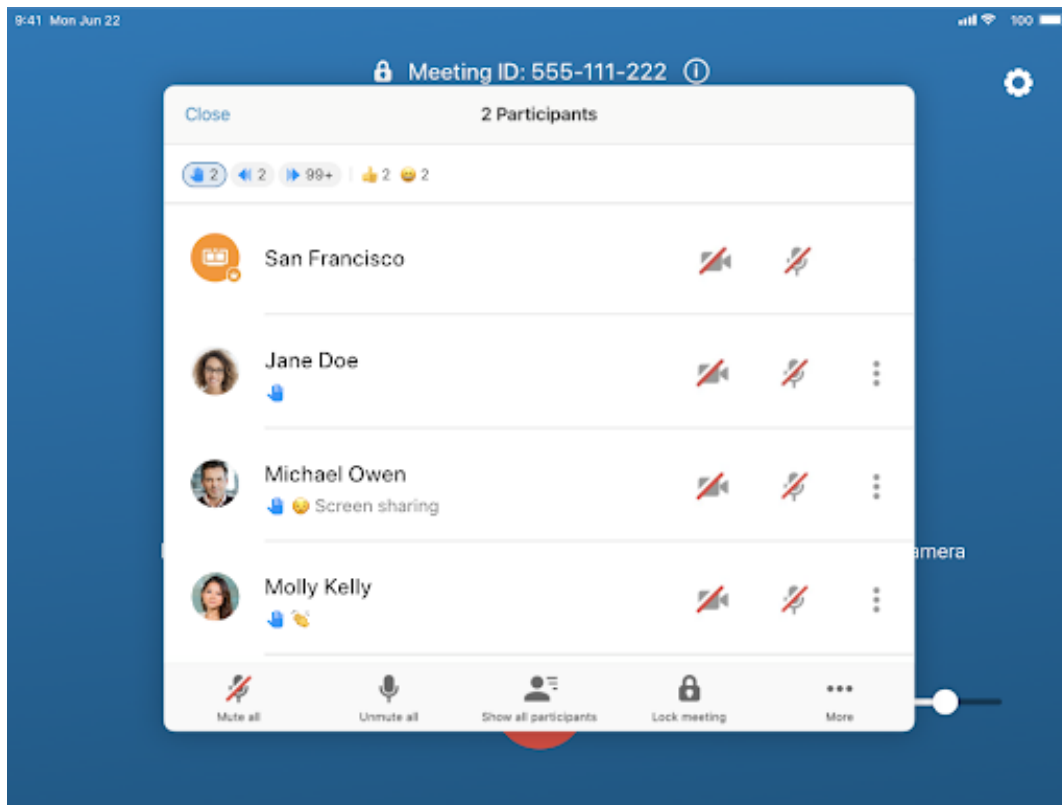 9:41 Mon Jun 22
100
Meeting ID: 555-111-222
Close
2 Participants
2 2 99+ 2 2
San Francisco
Jane Doe
Michael Owen
Screen sharing
Molly Kelly
Mute all
Unmute all
Show all participants
Lock meeting
More